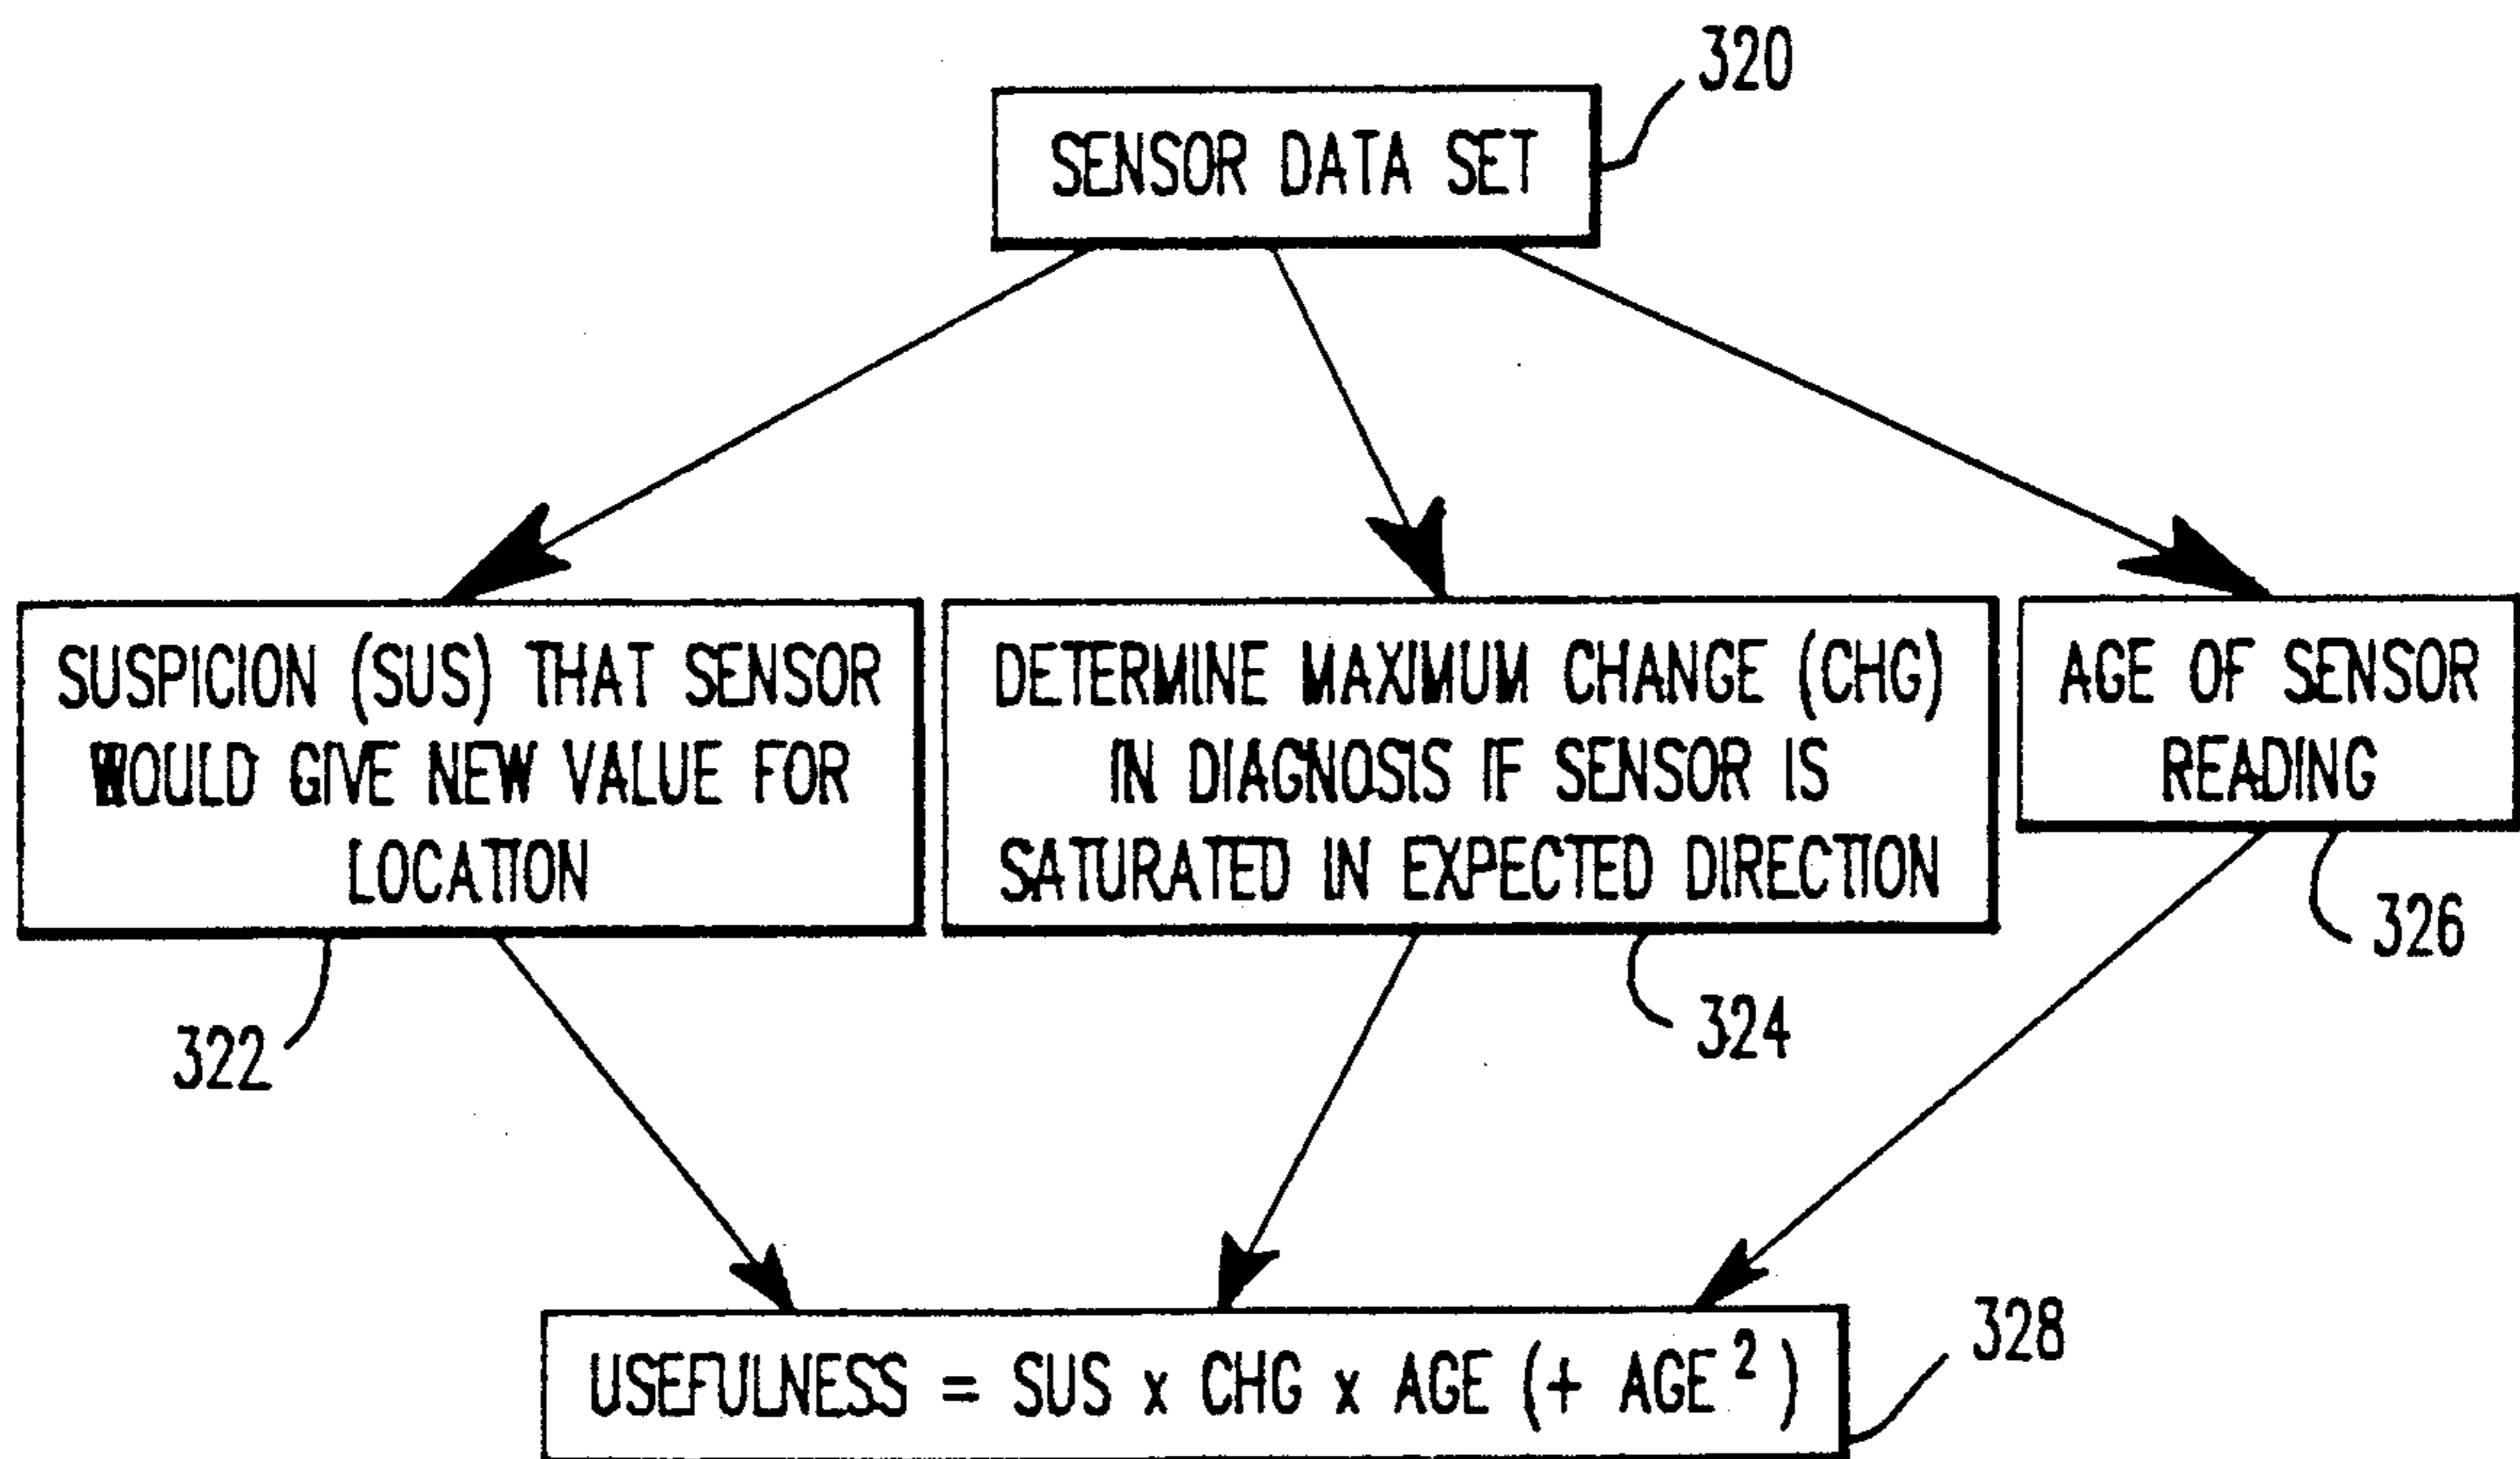 320
SENSOR DATA SET
SUSPICION (SUS) THAT SENSOR
WOULD GIVE NEW VALUE FOR
LOCATION
322
DETERMINE MAXIMUM CHANGE (CHG)
IN DIAGNOSIS IF SENSOR IS
SATURATED IN EXPECTED DIRECTION
324
AGE OF SENSOR
READING
326
USEFULNESS = SUS x CHG x AGE (+ AGE²)
328